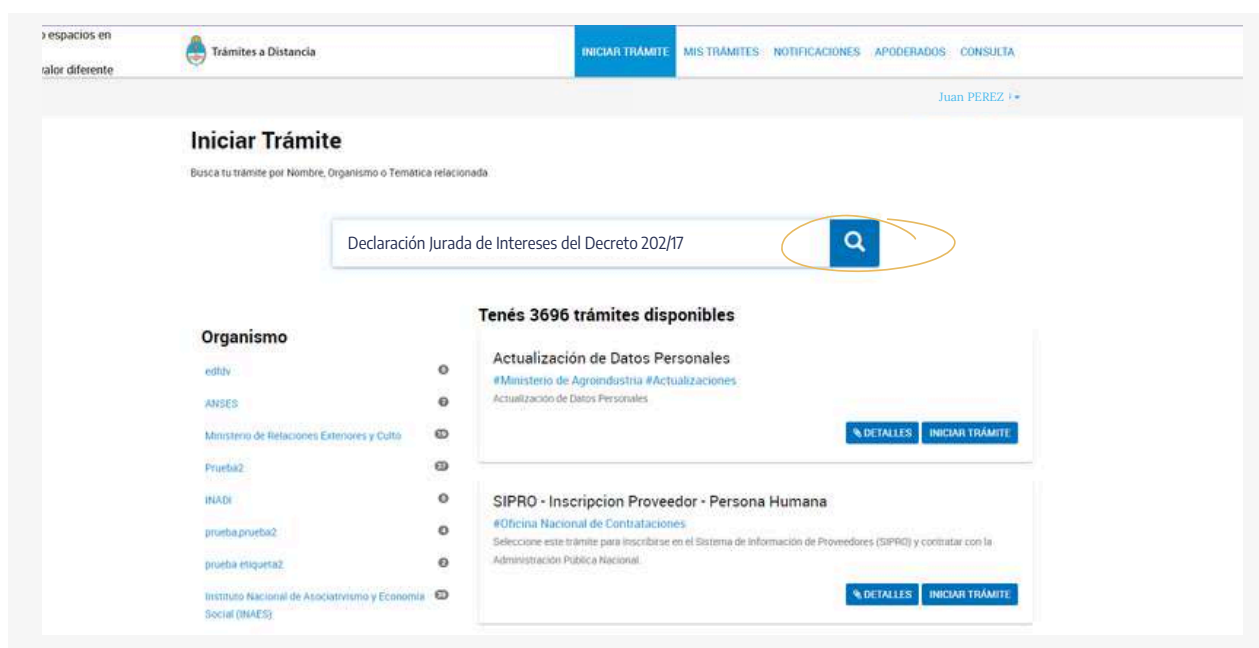 espacios en
valor diferente
Trámites a Distancia
INICIAR TRÁMITE MIS TRÁMITES NOTIFICACIONES APODERADOS CONSULTA
Juan PEREZ
Iniciar Trámite
Busca tu trámite por Nombre, Organismo o Temática relacionada
Declaración Jurada de Intereses del Decreto 202/17
Tenés 3696 trámites disponibles
Organismo
edfdv
ANSES
Ministerio de Relaciones Exteriores y Culto
Prueba2
INADI
prueba,prueba2
prueba etiqueta2
Instituto Nacional de Asociativismo y Economía
Social (INAES)
Actualización de Datos Personales
#Ministerio de Agroindustria #Actualizaciones
Actualización de Datos Personales
DETALLES INICIAR TRÁMITE
SIPRO - Inscripcion Proveedor - Persona Humana
#Oficina Nacional de Contrataciones
Seleccione este trámite para inscribirse en el Sistema de Información de Proveedores (SIPRO) y contratar con la
Administración Pública Nacional.
DETALLES INICIAR TRÁMITE